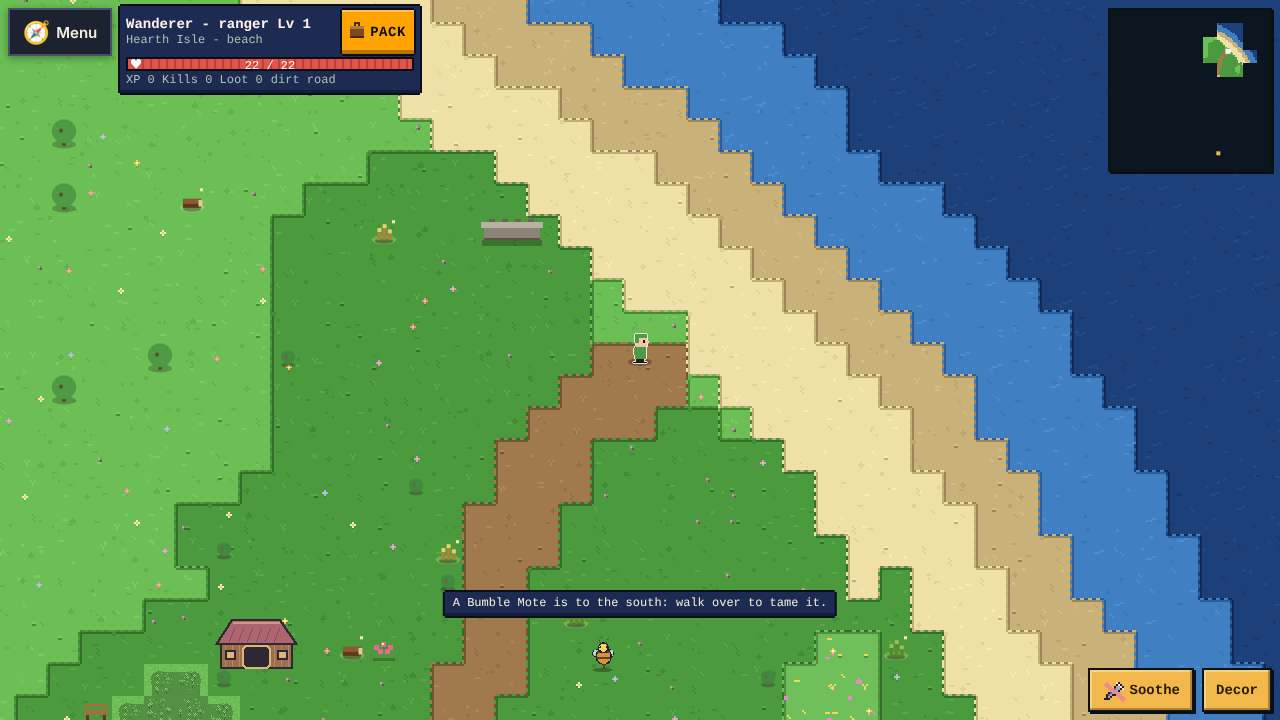 Menu
Wanderer - ranger Lv 1
Hearth Isle - beach
PACK
22 / 22
XP 0 Kills 0 Loot 0 dirt road
A Bumble Mote is to the south: walk over to tame it.
Soothe
Decor